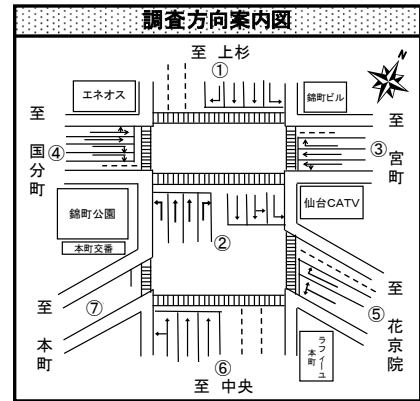 調査方向案内図
至 上杉
①
N
エネオス
錦町ビル
至 国分町
④
至 宮町
③
錦町公園
本町交番
仙台CATV
②
至 本町
⑦
至 花京院
⑤
⑥
ラフィーユ本町
至 中央